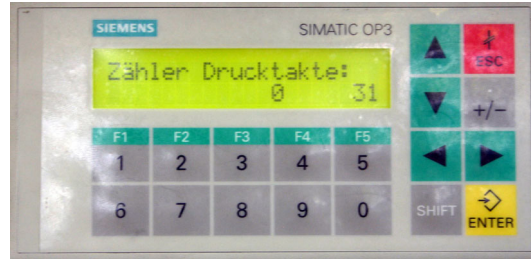 SIEMENS SIMATIC OP3
Zähler Drucktakte:
0 31
ESC
+/-
F1 F2 F3 F4 F5
1 2 3 4 5
6 7 8 9 0
SHIFT ENTER